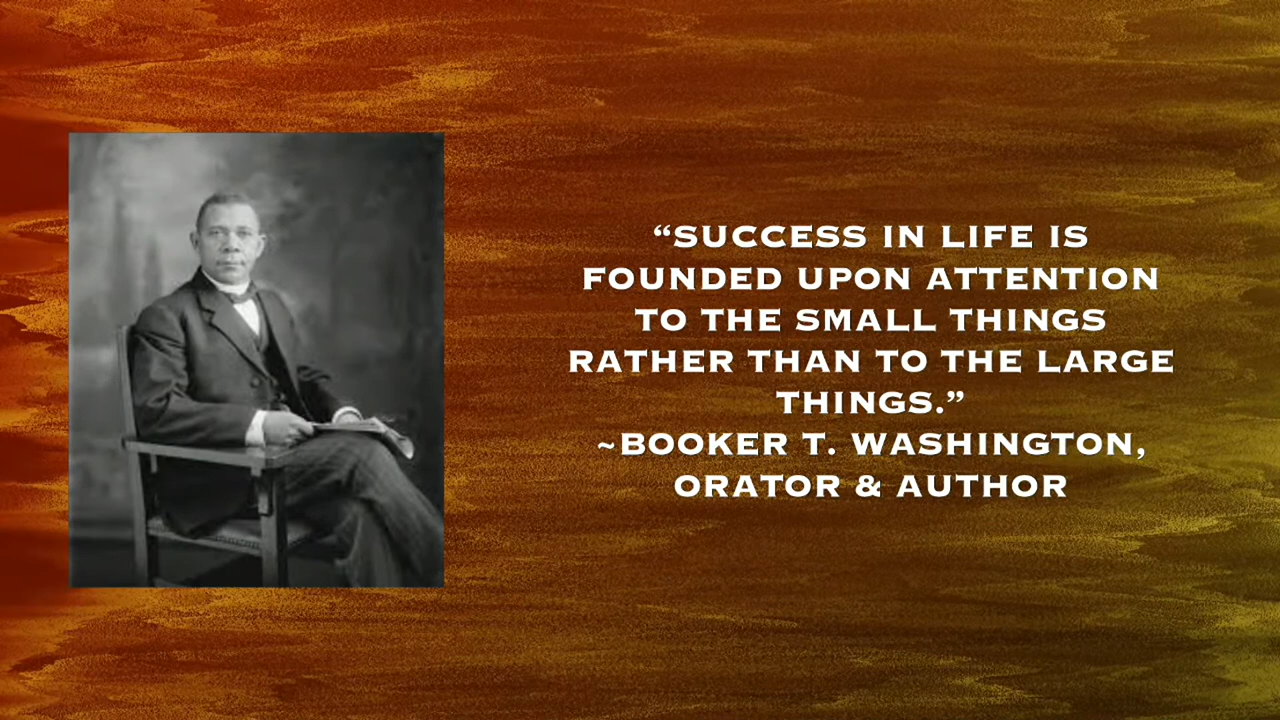 “SUCCESS IN LIFE IS
FOUNDED UPON ATTENTION
TO THE SMALL THINGS
RATHER THAN TO THE LARGE
THINGS.”
~BOOKER T. WASHINGTON,
ORATOR & AUTHOR